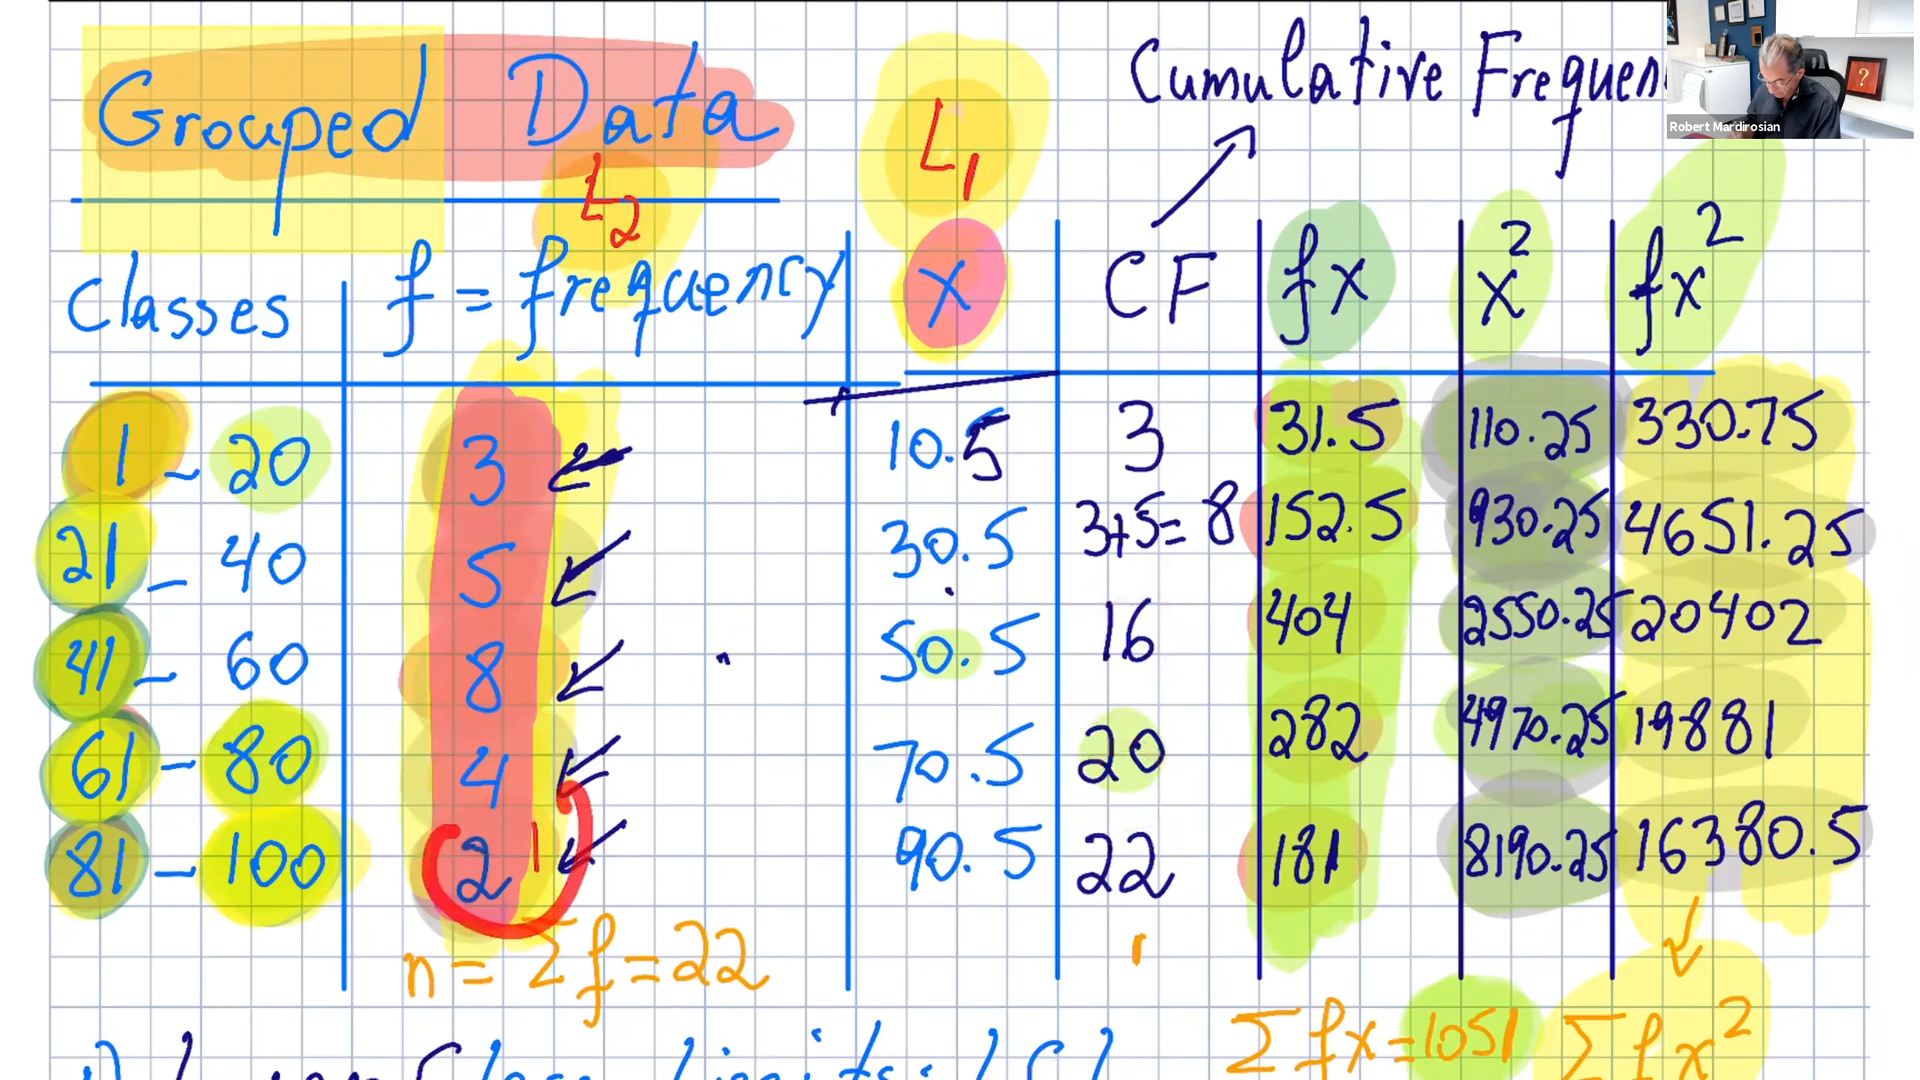 Cumulative Frequen
Robert Mardirosian
Grouped Data
L2
L1
Classes f = frequency x CF fx x² fx²
1 - 20 3 10.5 3 31.5 110.25 330.75
21 - 40 5 30.5 3+5= 8 152.5 930.25 4651.25
41 - 60 8 50.5 16 404 2550.25 20402
61 - 80 4 70.5 20 282 4970.25 19881
81 - 100 2 90.5 22 181 8190.25 16380.5
n = Σf = 22
Σfx = 1051 Σfx²